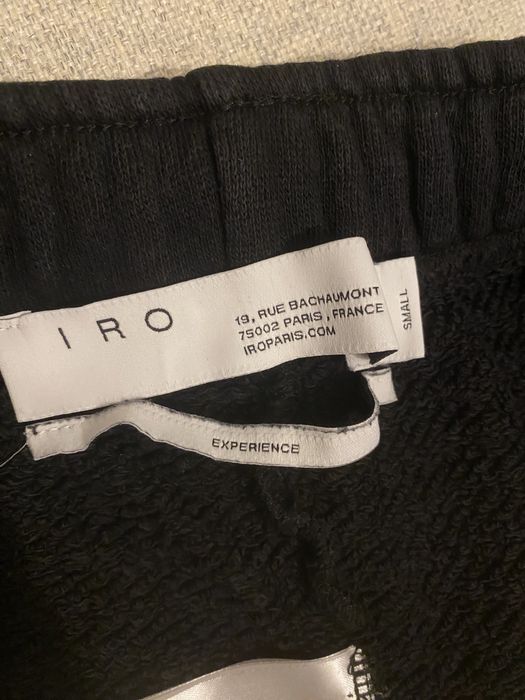 IRO
19, RUE BACHAUMONT
75002 PARIS, FRANCE
IROPARIS.COM
SMALL
EXPERIENCE